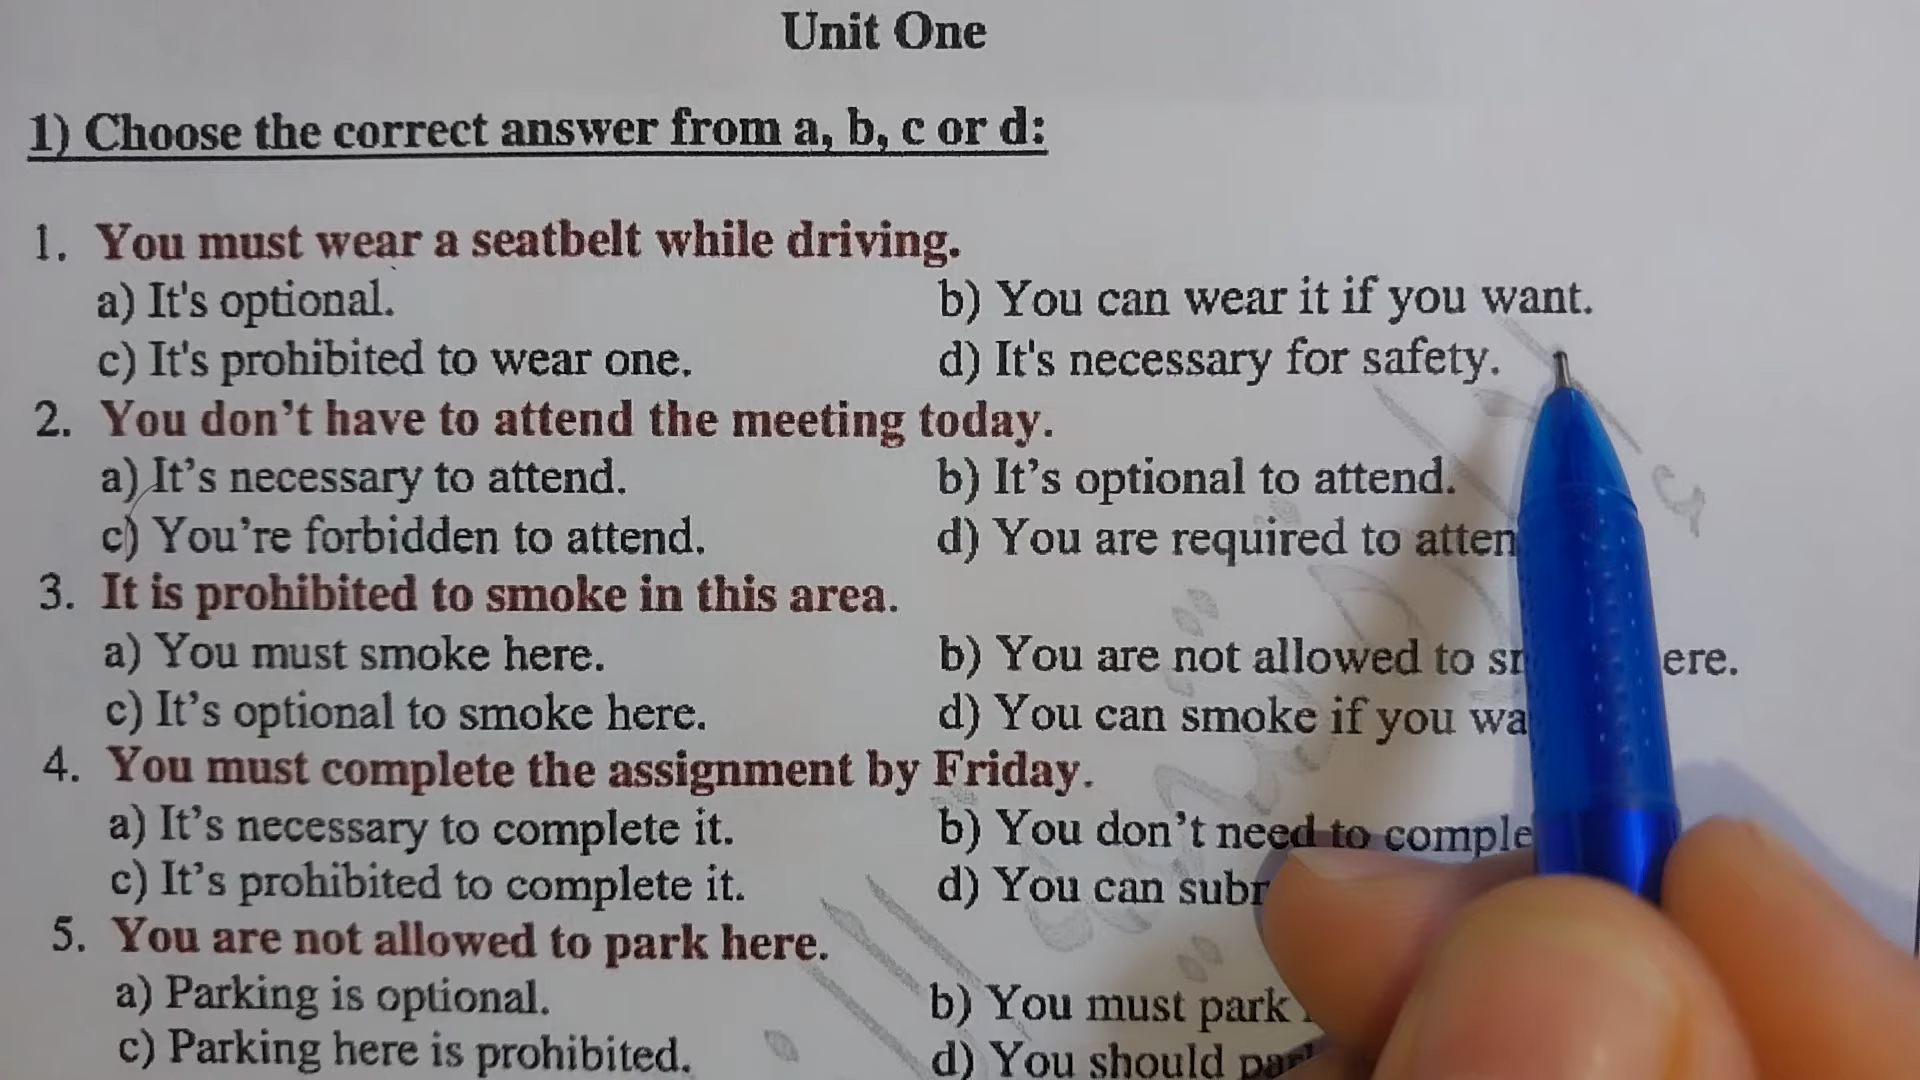 Unit One
1) Choose the correct answer from a, b, c or d:
1. You must wear a seatbelt while driving.
a) It's optional. b) You can wear it if you want.
c) It's prohibited to wear one. d) It's necessary for safety.
2. You don’t have to attend the meeting today.
a) It’s necessary to attend. b) It’s optional to attend.
c) You’re forbidden to attend. d) You are required to
3. It is prohibited to smoke in this area.
a) You must smoke here. b) You are not allowed to
c) It’s optional to smoke here. d) You can smoke if you
4. You must complete the assignment by Friday.
a) It’s necessary to complete it. b) You don’t need to
c) It’s prohibited to complete it. d) You can
5. You are not allowed to park here.
a) Parking is optional. b) You must park
c) Parking here is prohibited. d) You should